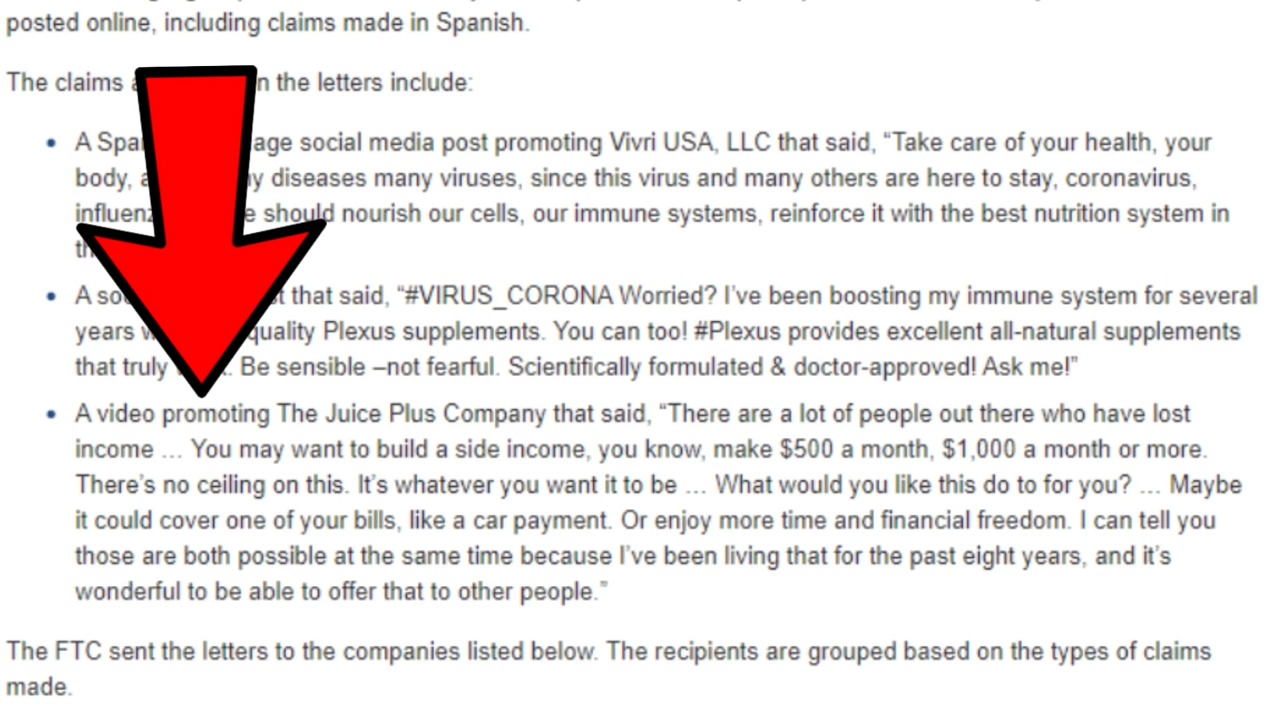 posted online, including claims made in Spanish.
The claims n the letters include:
• A Spa age social media post promoting Vivri USA, LLC that said, “Take care of your health, your
body, y diseases many viruses, since this virus and many others are here to stay, coronavirus,
influen e should nourish our cells, our immune systems, reinforce it with the best nutrition system in
th
• A so t that said, “#VIRUS_CORONA Worried? I’ve been boosting my immune system for several
years quality Plexus supplements. You can too! #Plexus provides excellent all-natural supplements
that truly . Be sensible –not fearful. Scientifically formulated & doctor-approved! Ask me!”
• A video promoting The Juice Plus Company that said, “There are a lot of people out there who have lost
income ... You may want to build a side income, you know, make $500 a month, $1,000 a month or more.
There’s no ceiling on this. It’s whatever you want it to be ... What would you like this do to for you? ... Maybe
it could cover one of your bills, like a car payment. Or enjoy more time and financial freedom. I can tell you
those are both possible at the same time because I’ve been living that for the past eight years, and it’s
wonderful to be able to offer that to other people.”
The FTC sent the letters to the companies listed below. The recipients are grouped based on the types of claims
made.